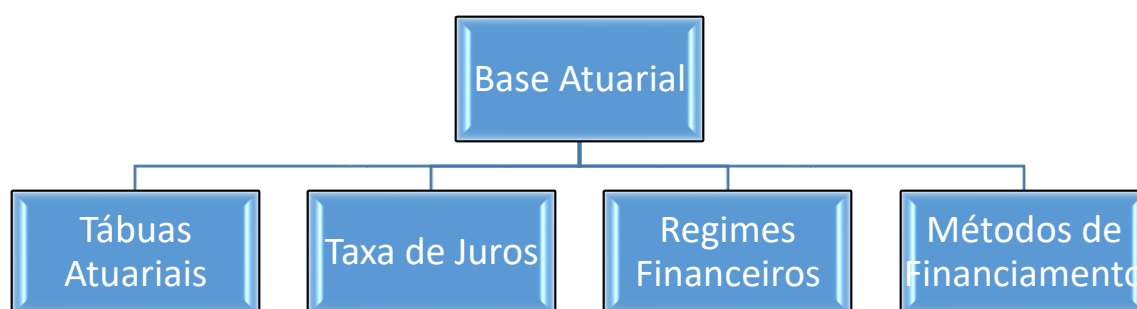 Base Atuarial
Tábuas
Atuariais
Taxa de Juros
Regimes
Financeiros
Métodos de
Financiamento